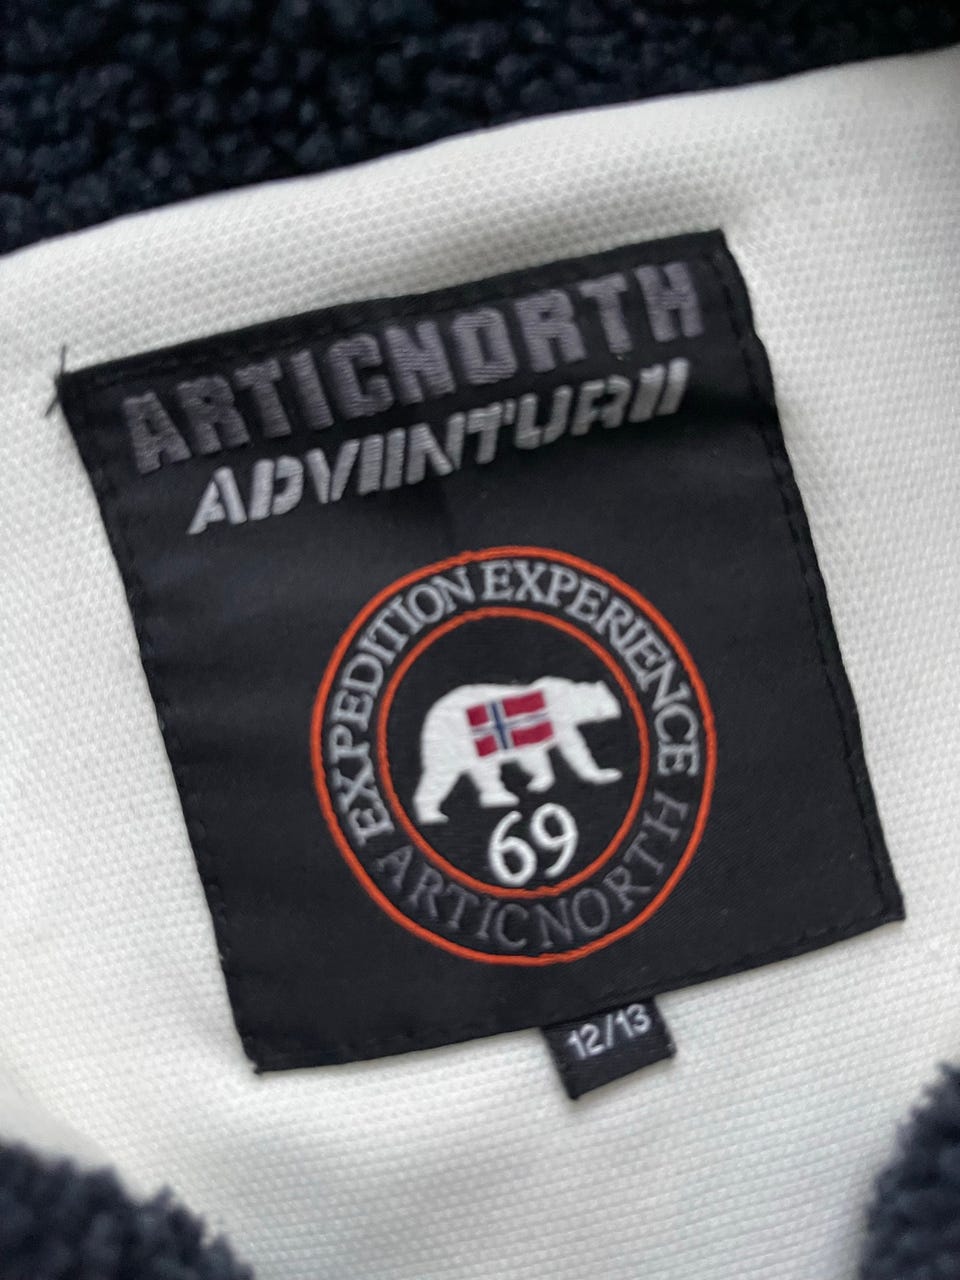 ARTICNORTH
ADVIINTURII
EXPEDITION EXPERIENCE
69
ARTICNORTH
12/13